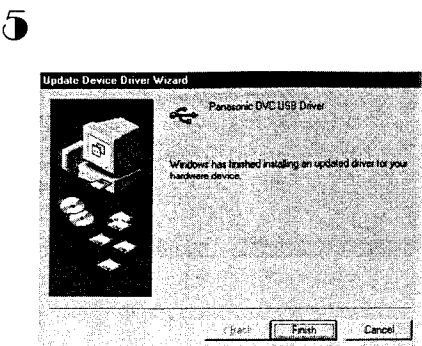 5
Update Device Driver Wizard
Panasonic DVC USB Driver
Windows has finished installing an updated driver for your
hardware device.
< Back Finish Cancel